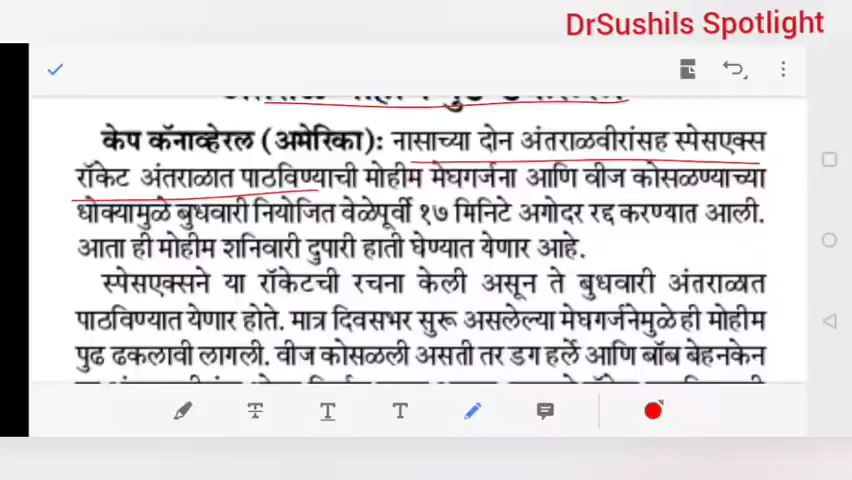 DrSushils Spotlight
केप कॅनाव्हेरल (अमेरिका): नासाच्या दोन अंतराळवीरांसह स्पेसएक्स
रॉकेट अंतराळात पाठविण्याची मोहीम मेघगर्जना आणि वीज कोसळण्याच्या
धोक्यामुळे बुधवारी नियोजित वेळेपूर्वी १७ मिनिटे अगोदर रद्द करण्यात आली.
आता ही मोहीम शनिवारी दुपारी हाती घेण्यात येणार आहे.
स्पेसएक्सने या रॉकेटची रचना केली असून ते बुधवारी अंतराळात
पाठविण्यात येणार होते. मात्र दिवसभर सुरू असलेल्या मेघगर्जनेमुळे ही मोहीम
पुढ ढकलावी लागली. वीज कोसळली असती तर डग हर्ले आणि बॉब बेहनकेन